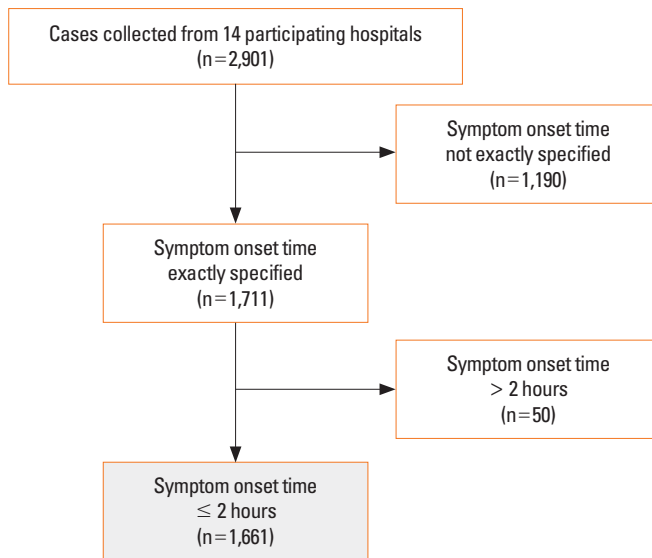 Cases collected from 14 participating hospitals
(n=2,901)
Symptom onset time
not exactly specified
(n=1,190)
Symptom onset time
exactly specified
(n=1,711)
Symptom onset time
> 2 hours
(n=50)
Symptom onset time
≤ 2 hours
(n=1,661)